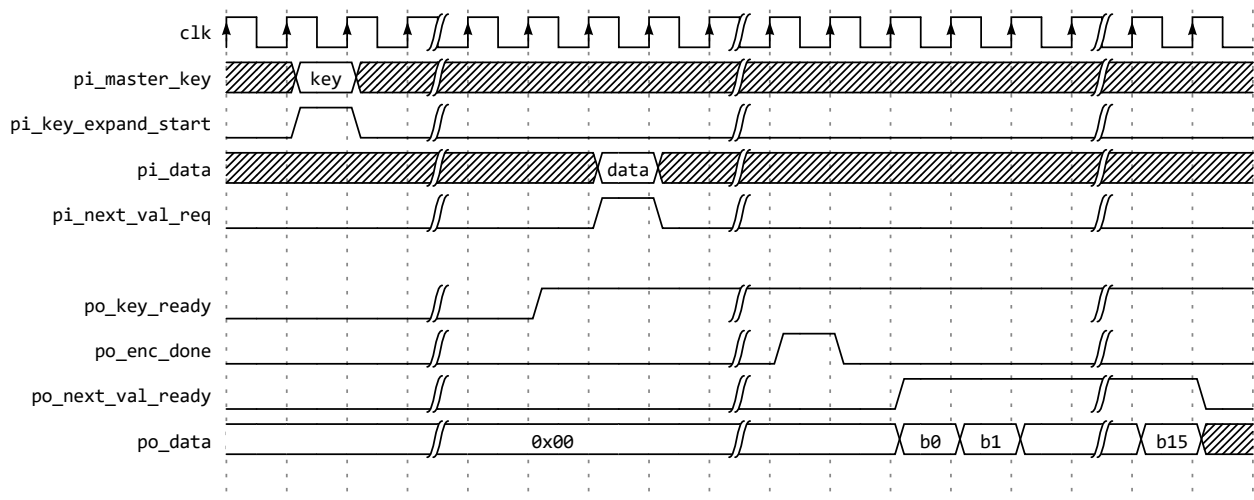 clk
pi_master_key key
pi_key_expand_start
pi_data data
pi_next_val_req
po_key_ready
po_enc_done
po_next_val_ready
po_data 0x00 b0 b1 b15